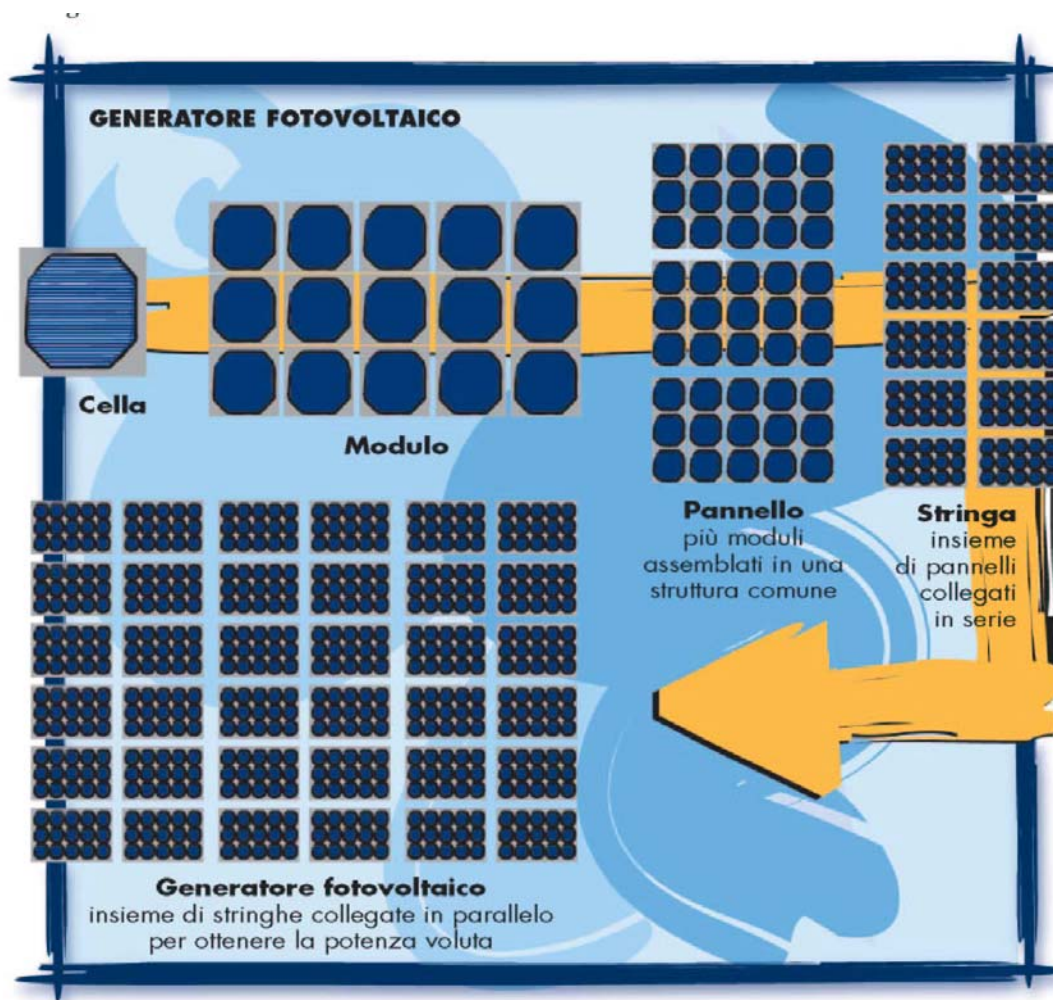 GENERATORE FOTOVOLTAICO
Cella
Modulo
Pannello
più moduli
assemblati in una
struttura comune
Stringa
insieme
di pannelli
collegati
in serie
Generatore fotovoltaico
insieme di stringhe collegate in parallelo
per ottenere la potenza voluta